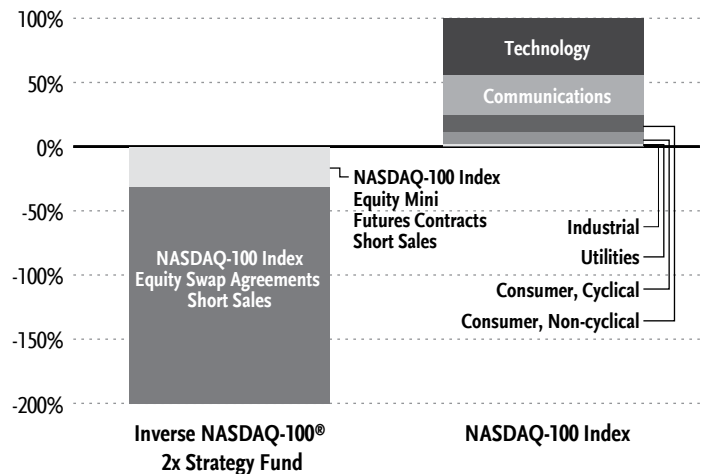 100%
50%
0%
-50%
-100%
-150%
-200%
Technology
Communications
NASDAQ-100 Index
Equity Mini
Futures Contracts
Short Sales
NASDAQ-100 Index
Equity Swap Agreements
Short Sales
Industrial
Utilities
Consumer, Cyclical
Consumer, Non-cyclical
Inverse NASDAQ-100®
2x Strategy Fund
NASDAQ-100 Index